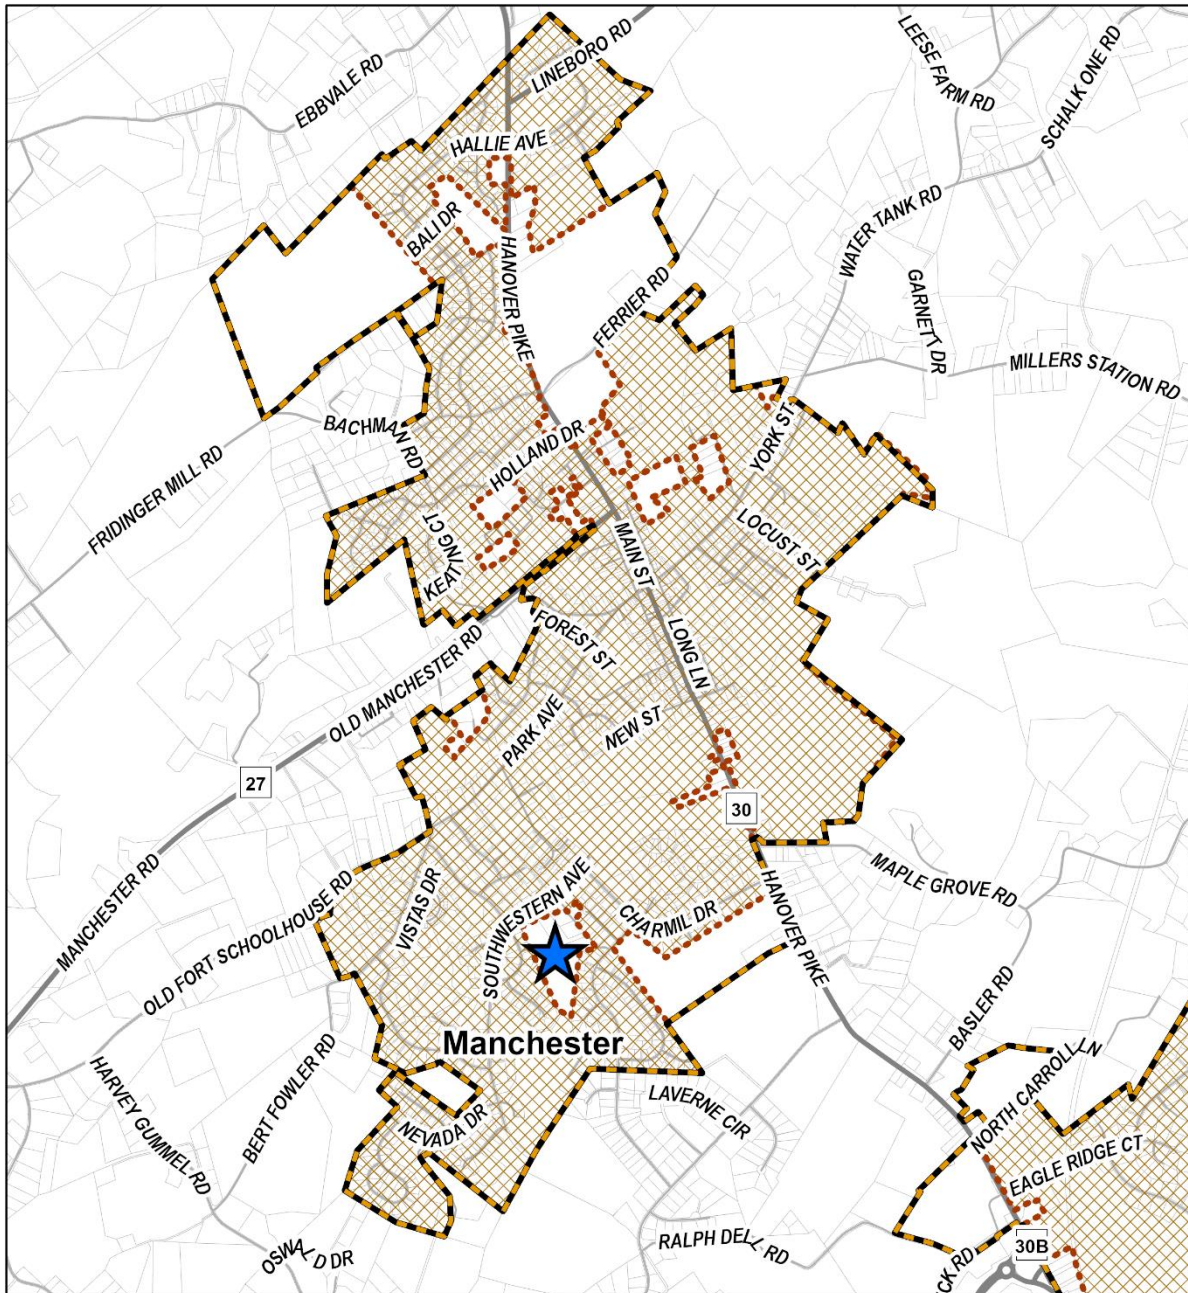 LINEBORO RD
LEESE FARM RD
SCHALK ONE RD
EBBVALE RD
HALLIE AVE
BALI DR
WATER TANK RD
HANOVER PIKE
GARNETT DR
FERRIER RD
MILLERS STATION RD
BACHMAN RD
HOLLAND DR
YORK ST
FRIDINGER MILL RD
KEATING CT
MAIN ST
LOCUST ST
FOREST ST
LONG LN
OLD MANCHESTER RD
PARK AVE
NEW ST
27
30
MANCHESTER RD
OLD FORT SCHOOLHOUSE RD
VISTAS DR
SOUTHWESTERN AVE
CHARMIL DR
HANOVER PIKE
MAPLE GROVE RD
BASLER RD
Manchester
HARVEY GUMMEL RD
BERT FOWLER RD
NEVADA DR
LAVERNE CIR
NORTH CARROLL LN
EAGLE RIDGE CT
OSWALD DR
RALPH DELL RD
30B
CK RD